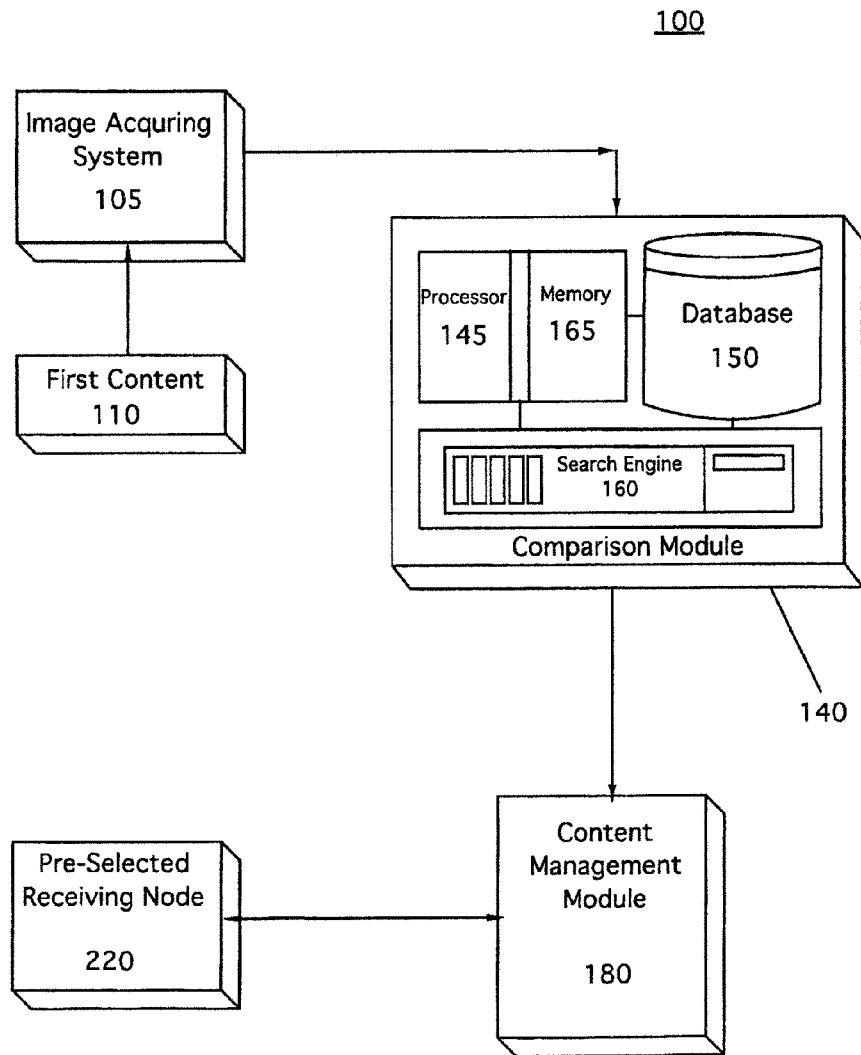 100
Image Acquring
System
105
First Content
110
Processor
145
Memory
165
Database
150
Search Engine
160
Comparison Module
140
Content
Management
Module
180
Pre-Selected
Receiving Node
220